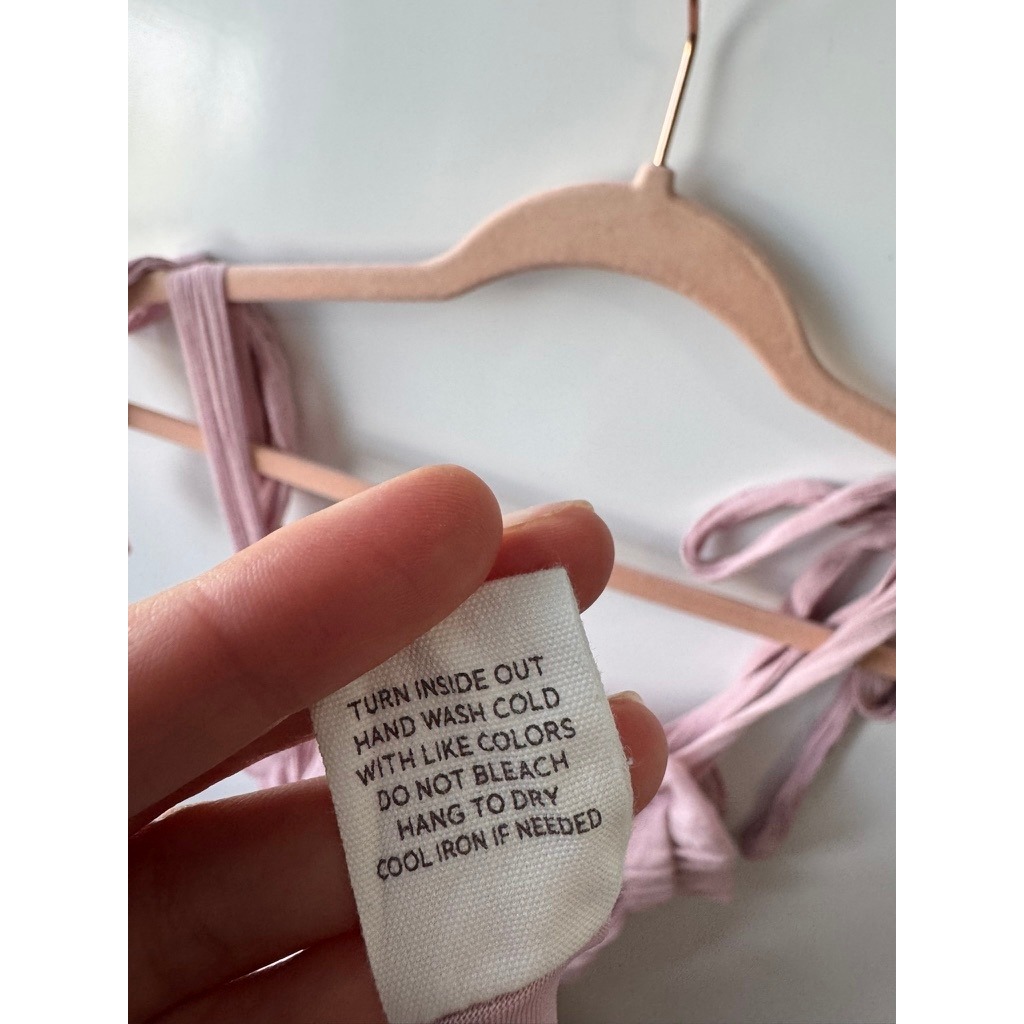 TURN INSIDE OUT
HAND WASH COLD
WITH LIKE COLORS
DO NOT BLEACH
HANG TO DRY
COOL IRON IF NEEDED